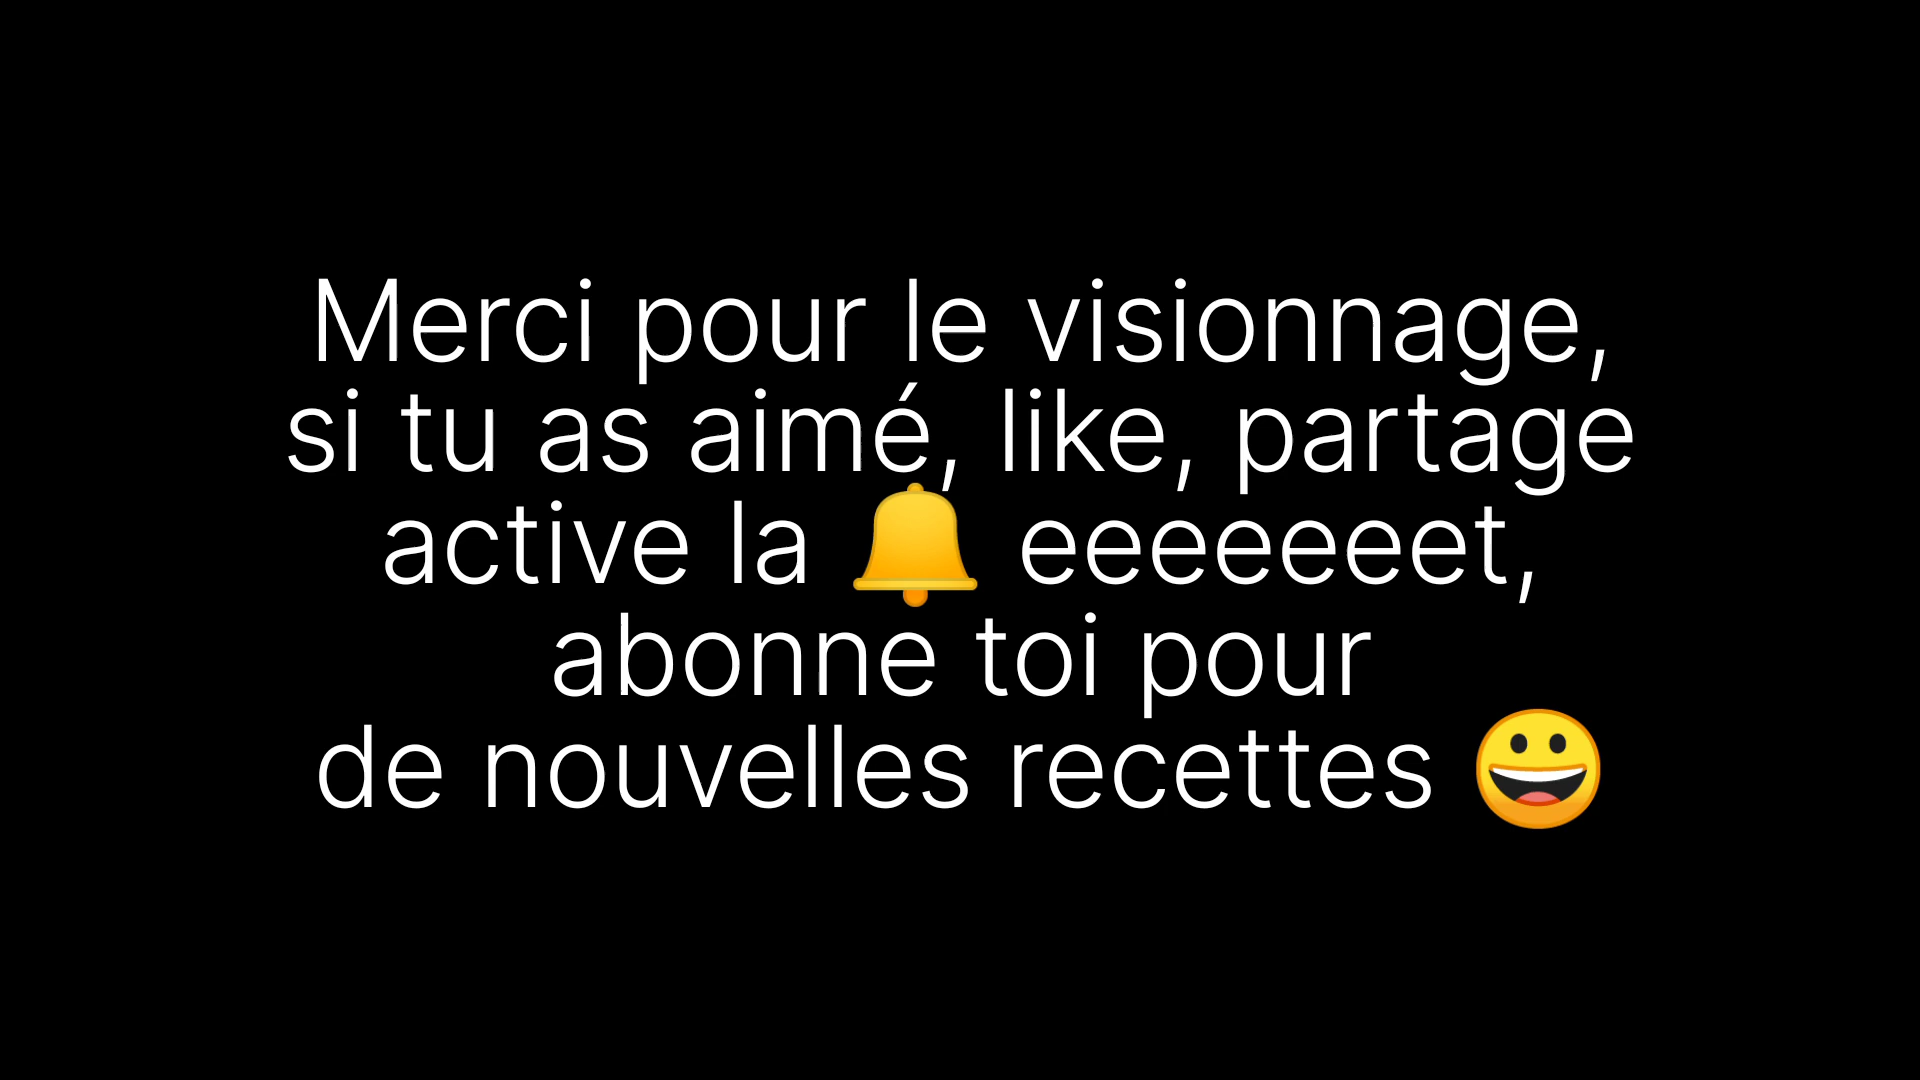 Merci pour le visionnage,
si tu as aimé, like, partage
active la 🔔 eeeeeeet,
abonne toi pour
de nouvelles recettes 😀